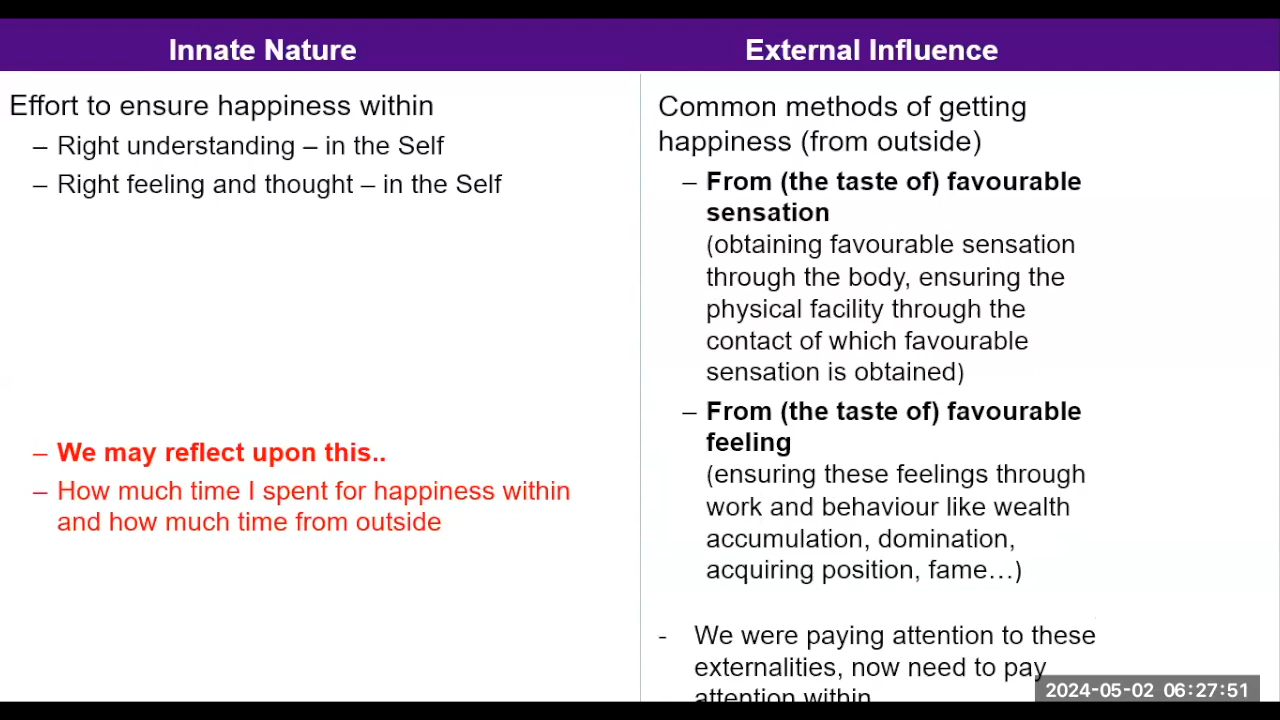 Innate Nature
External Influence
Effort to ensure happiness within
– Right understanding – in the Self
– Right feeling and thought – in the Self
– We may reflect upon this..
– How much time I spent for happiness within
and how much time from outside
Common methods of getting
happiness (from outside)
– From (the taste of) favourable
sensation
(obtaining favourable sensation
through the body, ensuring the
physical facility through the
contact of which favourable
sensation is obtained)
– From (the taste of) favourable
feeling
(ensuring these feelings through
work and behaviour like wealth
accumulation, domination,
acquiring position, fame…)
- We were paying attention to these
externalities, now need to pay
attention within
2024-05-02 06:27:51